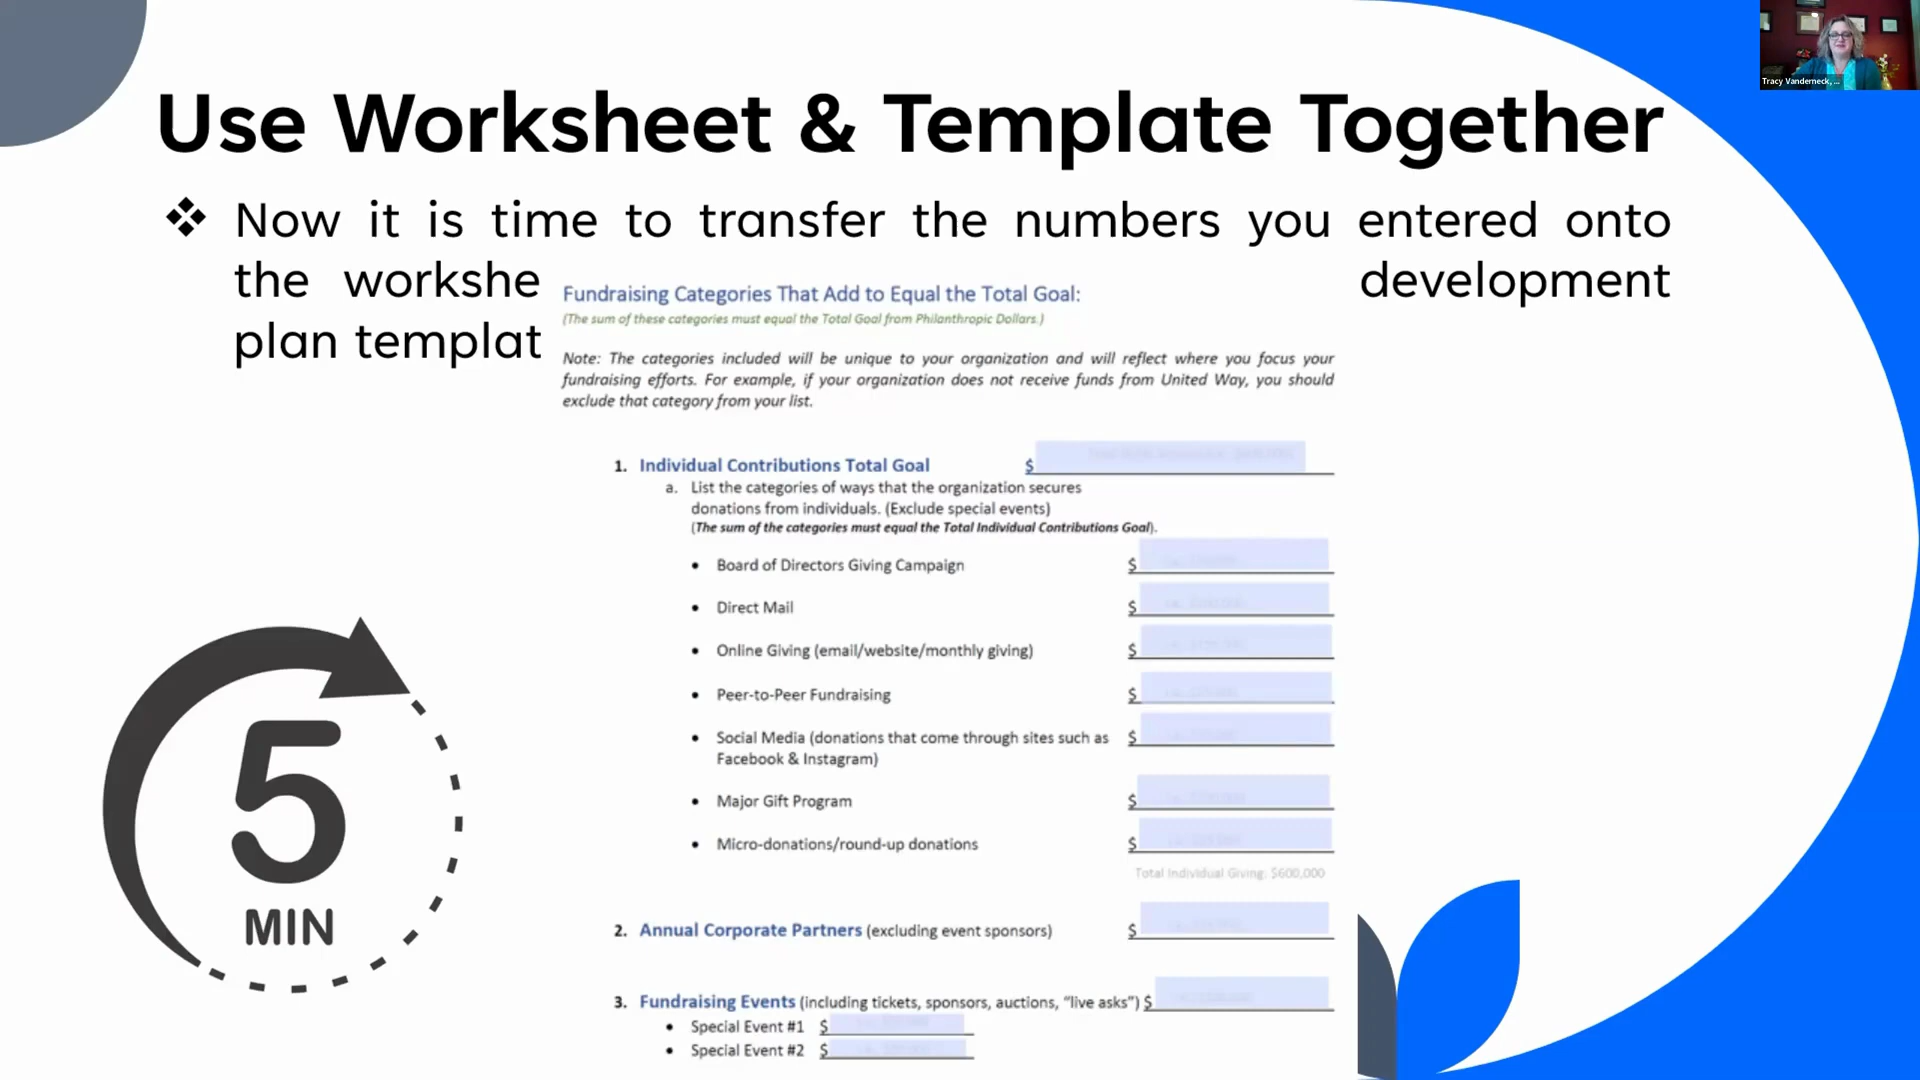 Tracy Vanderneck, ...
Use Worksheet & Template Together
❖ Now it is time to transfer the numbers you entered onto
the workshe development
plan templat
Fundraising Categories That Add to Equal the Total Goal:
(The sum of these categories must equal the Total Goal from Philanthropic Dollars.)
Note: The categories included will be unique to your organization and will reflect where you focus your
fundraising efforts. For example, if your organization does not receive funds from United Way, you should
exclude that category from your list.
1. Individual Contributions Total Goal $
a. List the categories of ways that the organization secures
donations from individuals. (Exclude special events)
(The sum of the categories must equal the Total Individual Contributions Goal).
• Board of Directors Giving Campaign $
• Direct Mail $
• Online Giving (email/website/monthly giving) $
• Peer-to-Peer Fundraising $
• Social Media (donations that come through sites such as $
Facebook & Instagram)
• Major Gift Program $
• Micro-donations/round-up donations $
Total Individual Giving: $600,000
2. Annual Corporate Partners (excluding event sponsors) $
3. Fundraising Events (including tickets, sponsors, auctions, “live asks”) $
• Special Event #1 $
• Special Event #2 $
5
MIN